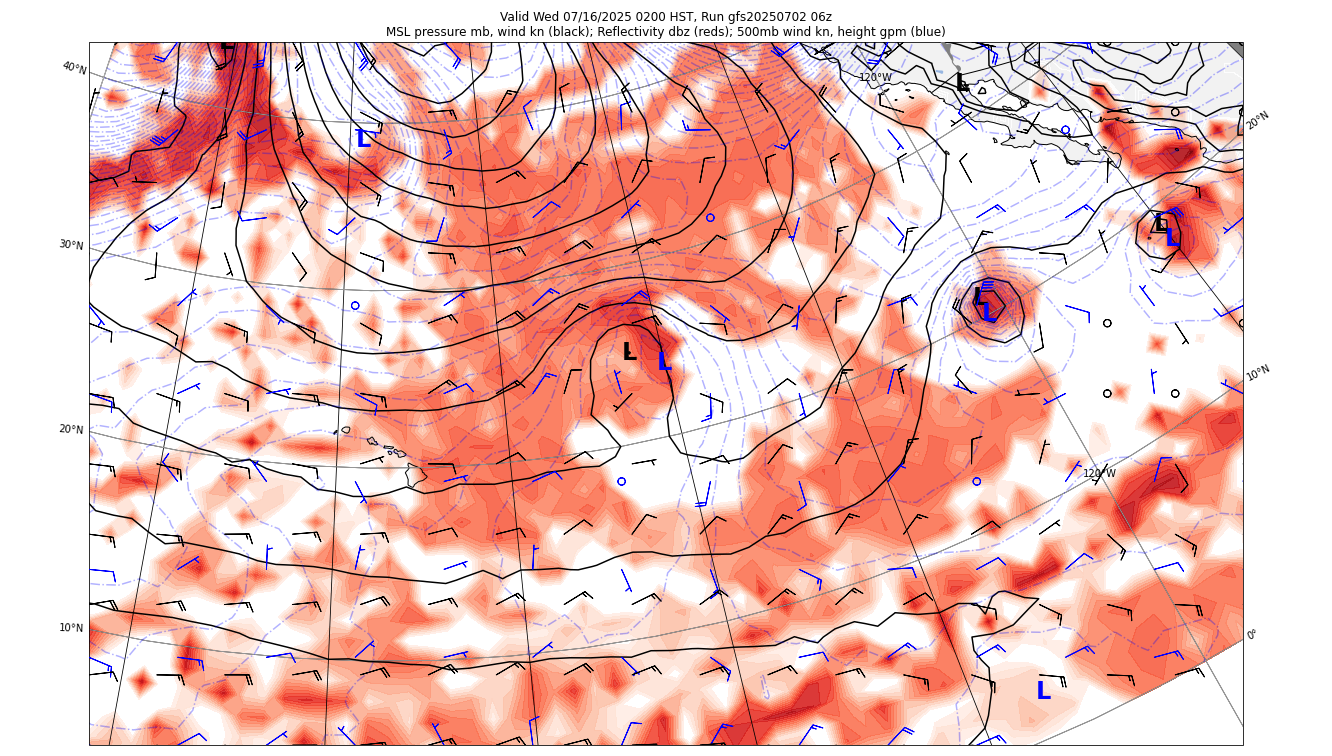 Valid Wed 07/16/2025 0200 HST, Run gfs20250702 06z
MSL pressure mb, wind kn (black); Reflectivity dbz (reds); 500mb wind kn, height gpm (blue)
L
40°N
120°W
L
20°N
L
30°N
L
L
L
L
L
L
10°N
20°N
120°W
10°N
0°
L